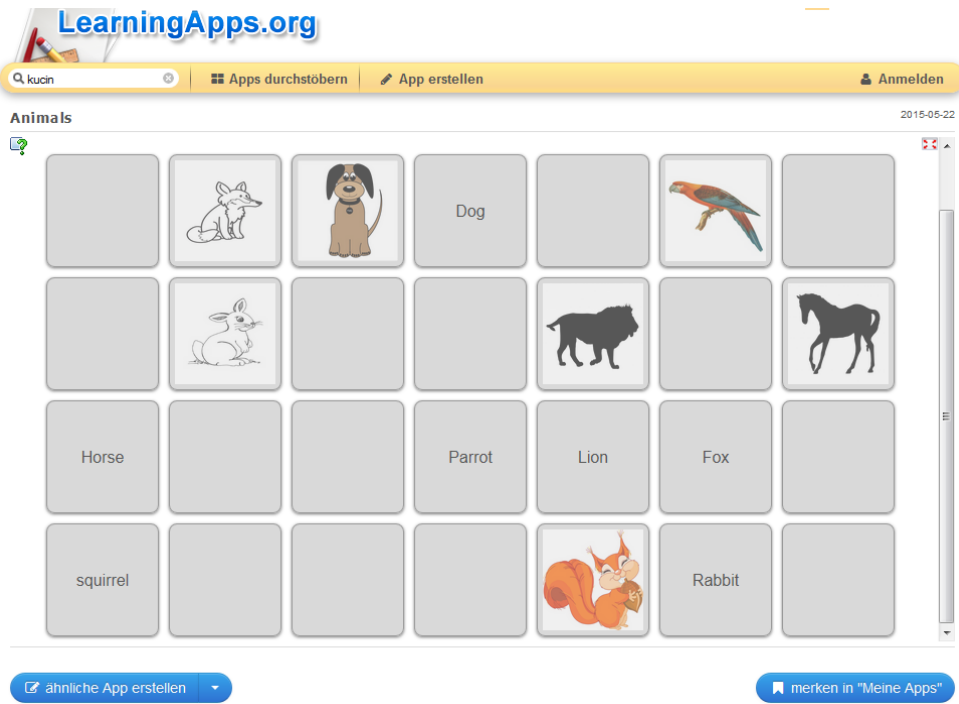 LearningApps.org
kucin
Apps durchstöbern
App erstellen
Anmelden
Animals
2015-05-22
Dog
Horse
Parrot
Lion
Fox
squirrel
Rabbit
ähnliche App erstellen
merken in "Meine Apps"